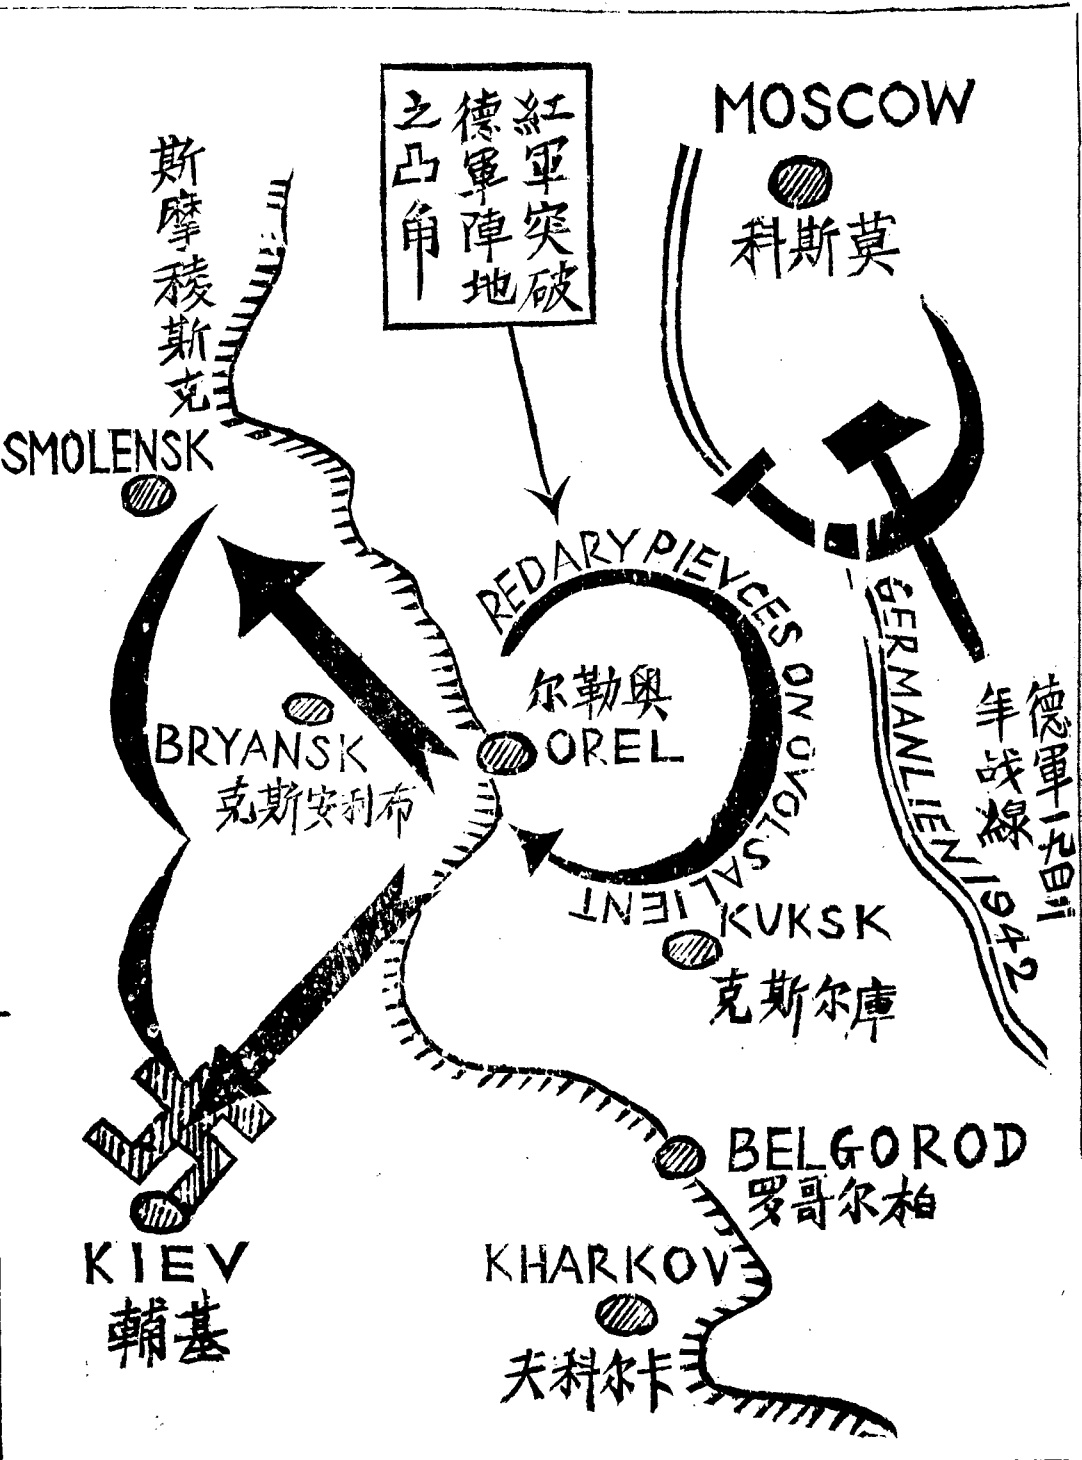 MOSCOW
科斯莫
紅軍突破
德軍陣地
之凸角
斯摩稜斯克
SMOLENSK
REDARY PIEVCES ON OVOL SALIENT
GERMANLIEN 1942
德軍一九四二
年战線
尔勒奥
OREL
BRYANSK
克斯安利布
KUKSK
克斯尔庫
BELGOROD
罗哥尔柏
KIEV
輔基
KHARKOV
夫科尔卡